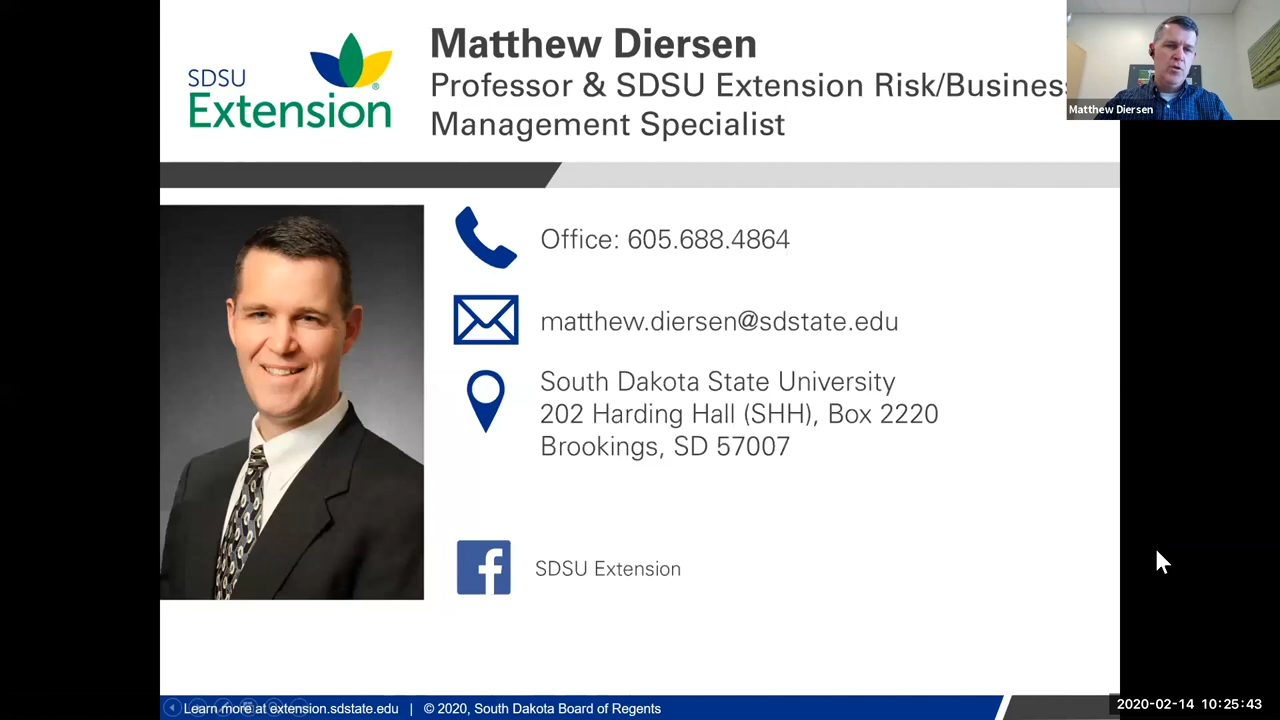 SDSU
Extension
®
Matthew Diersen
Professor & SDSU Extension Risk/Business
Management Specialist
Matthew Diersen
Office: 605.688.4864
matthew.diersen@sdstate.edu
South Dakota State University
202 Harding Hall (SHH), Box 2220
Brookings, SD 57007
SDSU Extension
Learn more at extension.sdstate.edu | © 2020, South Dakota Board of Regents
2020-02-14 10:25:43